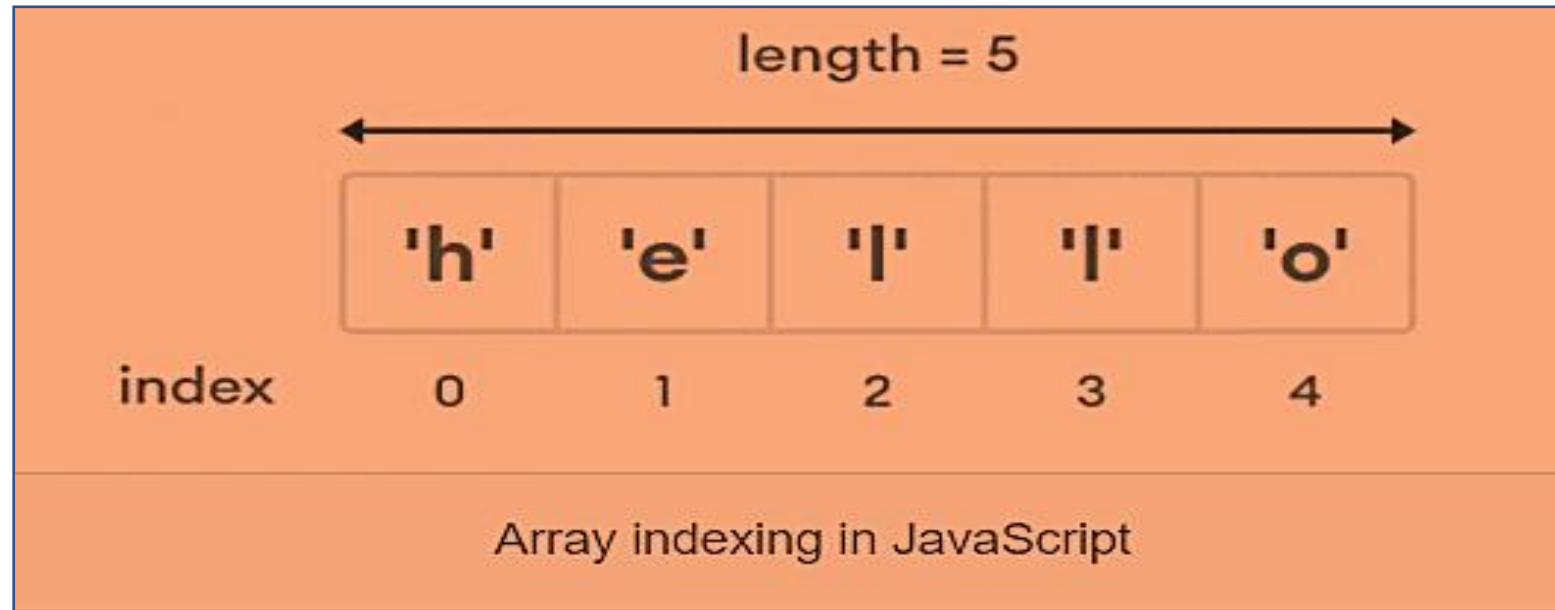 length = 5
'h' 'e' 'l' 'l' 'o'
index 0 1 2 3 4
Array indexing in JavaScript